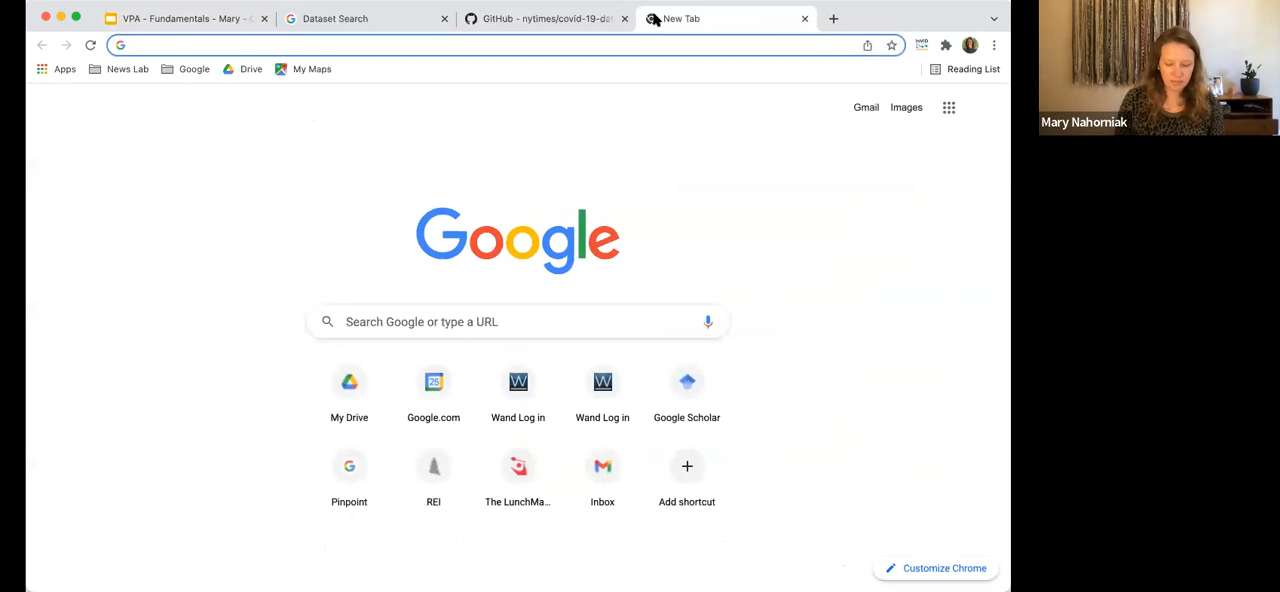 VPA - Fundamentals - Mary - G
Dataset Search
GitHub - nytimes/covid-19-dat
New Tab
Apps
News Lab
Google
Drive
My Maps
Reading List
Mary Nahorniak
Gmail
Images
Google
Search Google or type a URL
25
My Drive
Google.com
Wand Log in
Wand Log in
Google Scholar
Pinpoint
REI
The LunchMa...
Inbox
Add shortcut
Customize Chrome